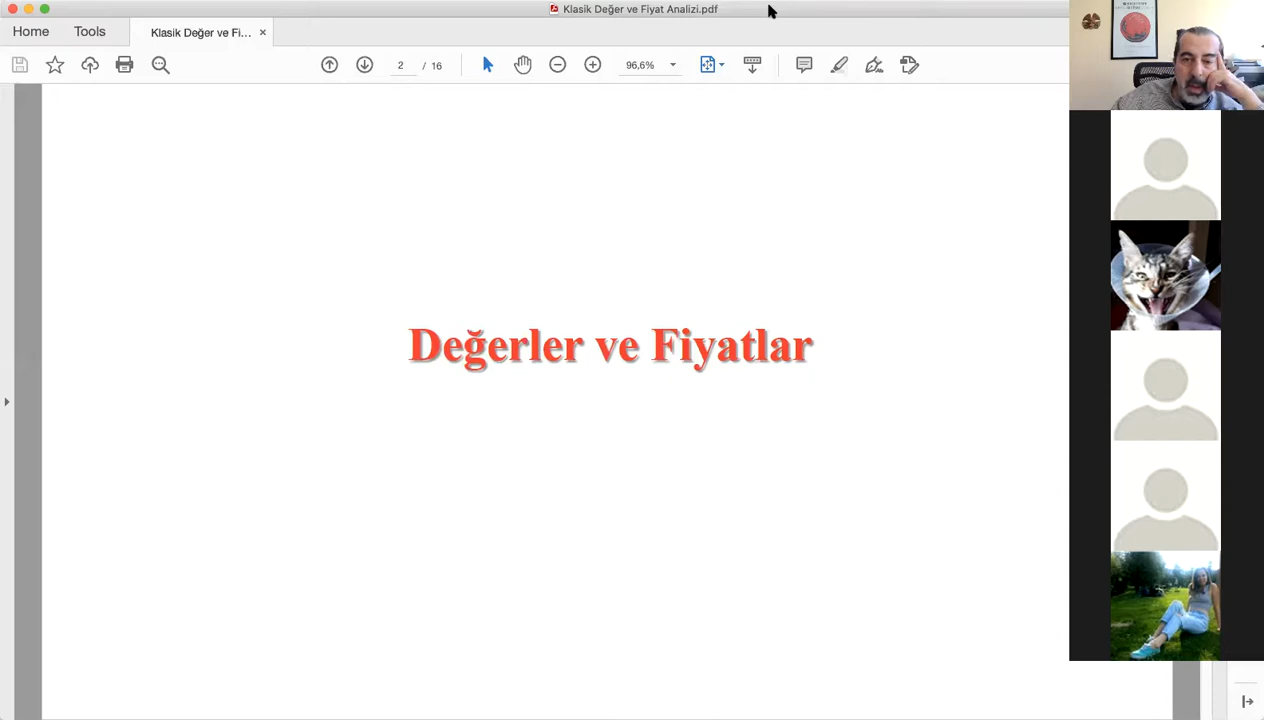 Klasik Değer ve Fiyat Analizi.pdf
Home
Tools
Klasik Değer ve Fi...
2 / 16
96,6%
Değerler ve Fiyatlar